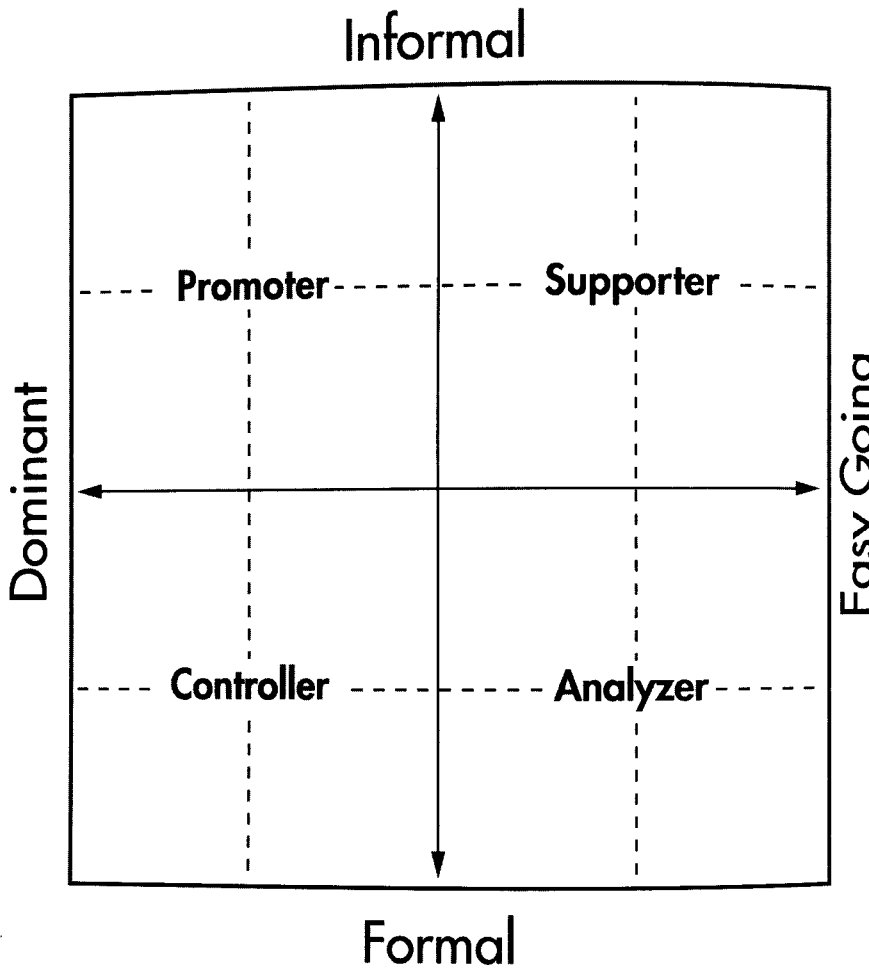 Informal
Promoter
Supporter
Dominant
Easy Going
Controller
Analyzer
Formal